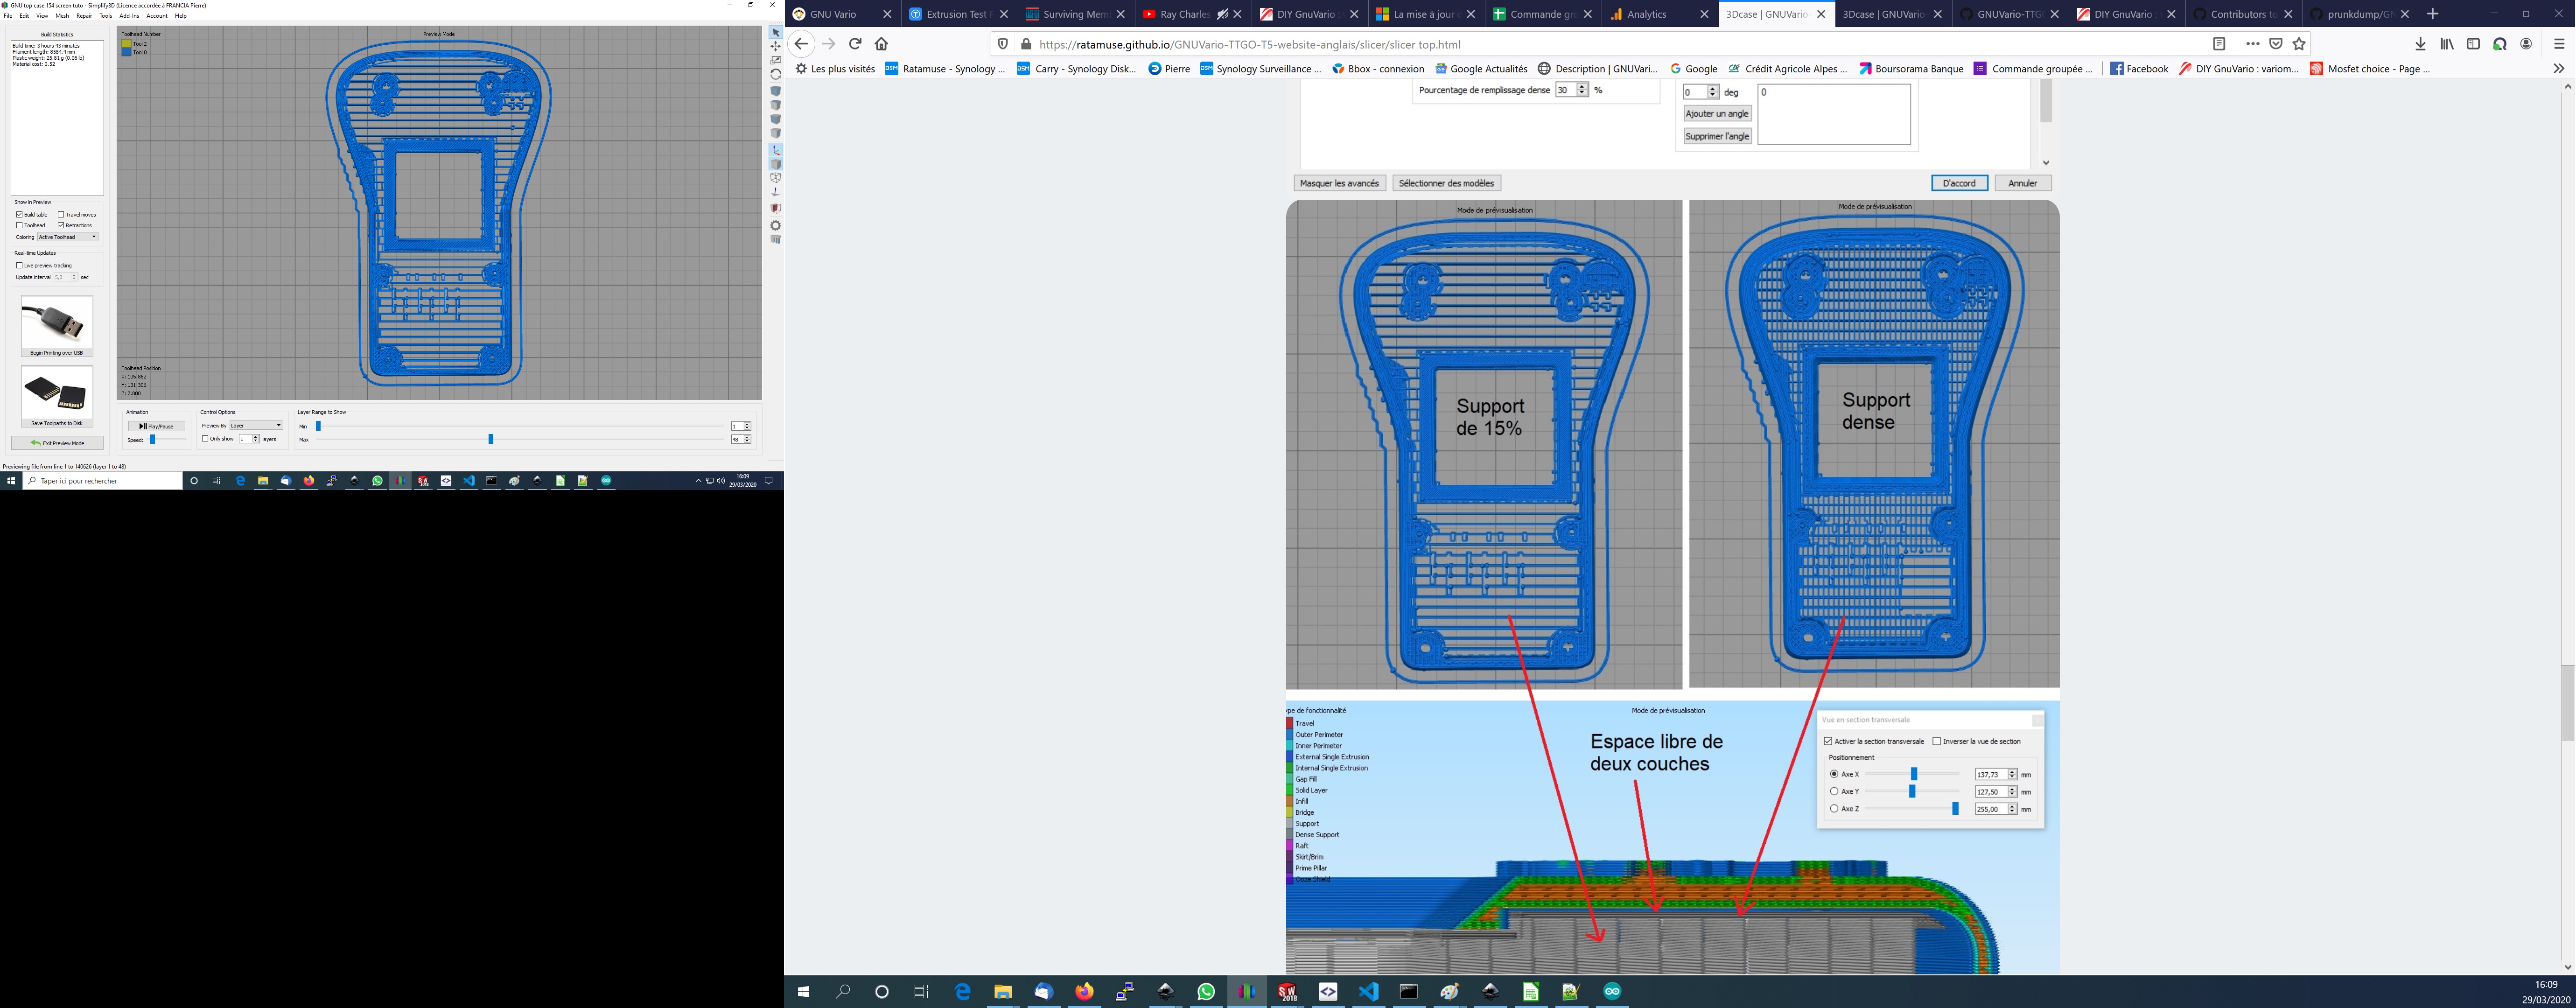 GNU top case 154 screen tuto - Simplify3D (Licence accordée à FRANCIA Pierre)
File Edit View Mesh Repair Tools Add-Ins Account Help
Build Statistics
Build time: 3 hours 43 minutes
Filament length: 8584.4 mm
Plastic weight: 25.81 g (0.06 lb)
Material cost: 0.52
Toolhead Number
Tool 2
Tool 0
Preview Mode
Show in Preview
Build table Travel moves
Toolhead Retractions
Coloring Active Toolhead
Real-time Updates
Live preview tracking
Update interval 5,0 sec
Begin Printing over USB
Save Toolpaths to Disk
Exit Preview Mode
Toolhead Position
X: 105.862
Y: 131.306
Z: 7.800
Animation
Play/Pause
Speed:
Control Options
Preview By Layer
Only show 1 layers
Layer Range to Show
Min 1
Max 48
Previewing file from line 1 to 140626 (layer 1 to 48)
Taper ici pour rechercher
16:09
29/03/2020
GNU Vario
Extrusion Test F
Surviving Mem
Ray Charles
DIY GnuVario :
La mise à jour d
Commande gr
Analytics
3Dcase | GNUVario
3Dcase | GNUVario
GNUVario-TTG
DIY GnuVario : v
Contributors to
prunkdump/GN
https://ratamuse.github.io/GNUVario-TTGO-T5-website-anglais/slicer/slicer top.html
Les plus visités
Ratamuse - Synology ...
Carry - Synology Disk...
Pierre
Synology Surveillance ...
Bbox - connexion
Google Actualités
Description | GNUVari...
Google
Crédit Agricole Alpes ...
Boursorama Banque
Commande groupée ...
Facebook
DIY GnuVario : variom...
Mosfet choice - Page ...
Pourcentage de remplissage dense 30 %
0 deg
0
Ajouter un angle
Supprimer l'angle
Masquer les avancés
Sélectionner des modèles
D'accord
Annuler
Mode de prévisualisation
Mode de prévisualisation
Support
de 15%
Support
dense
ype de fonctionnalité
Travel
Outer Perimeter
Inner Perimeter
External Single Extrusion
Internal Single Extrusion
Gap Fill
Solid Layer
Infill
Bridge
Support
Dense Support
Raft
Skirt/Brim
Prime Pillar
Ooze Shield
Mode de prévisualisation
Espace libre de
deux couches
Vue en section transversale
Activer la section transversale
Inverser la vue de section
Positionnement
Axe X 137,73 mm
Axe Y 127,50 mm
Axe Z 255,00 mm
16:09
29/03/2020